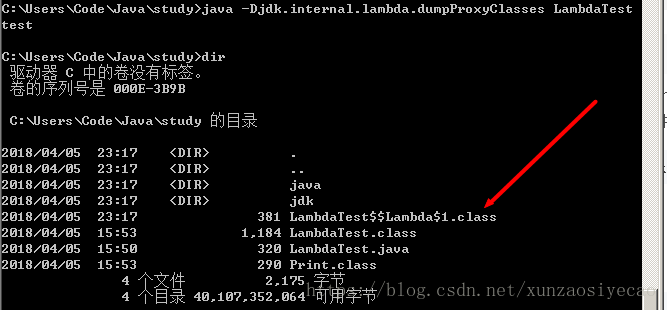 C:\Users\Code\Java\study>java -Djdk.internal.lambda.dumpProxyClasses LambdaTest
test
C:\Users\Code\Java\study>dir
驱动器 C 中的卷没有标签。
卷的序列号是 000E-3B9B
C:\Users\Code\Java\study 的目录
2018/04/05  23:17    <DIR>          .
2018/04/05  23:17    <DIR>          ..
2018/04/05  23:17    <DIR>          java
2018/04/05  23:17    <DIR>          jdk
2018/04/05  23:17               381 LambdaTest$$Lambda$1.class
2018/04/05  15:53             1,184 LambdaTest.class
2018/04/05  15:50               320 LambdaTest.java
2018/04/05  15:53               290 Print.class
4 个文件          2,175 字节
4 个目录 40,107,352,064 可用字节
https://blog.csdn.net/xunzaosiyecao